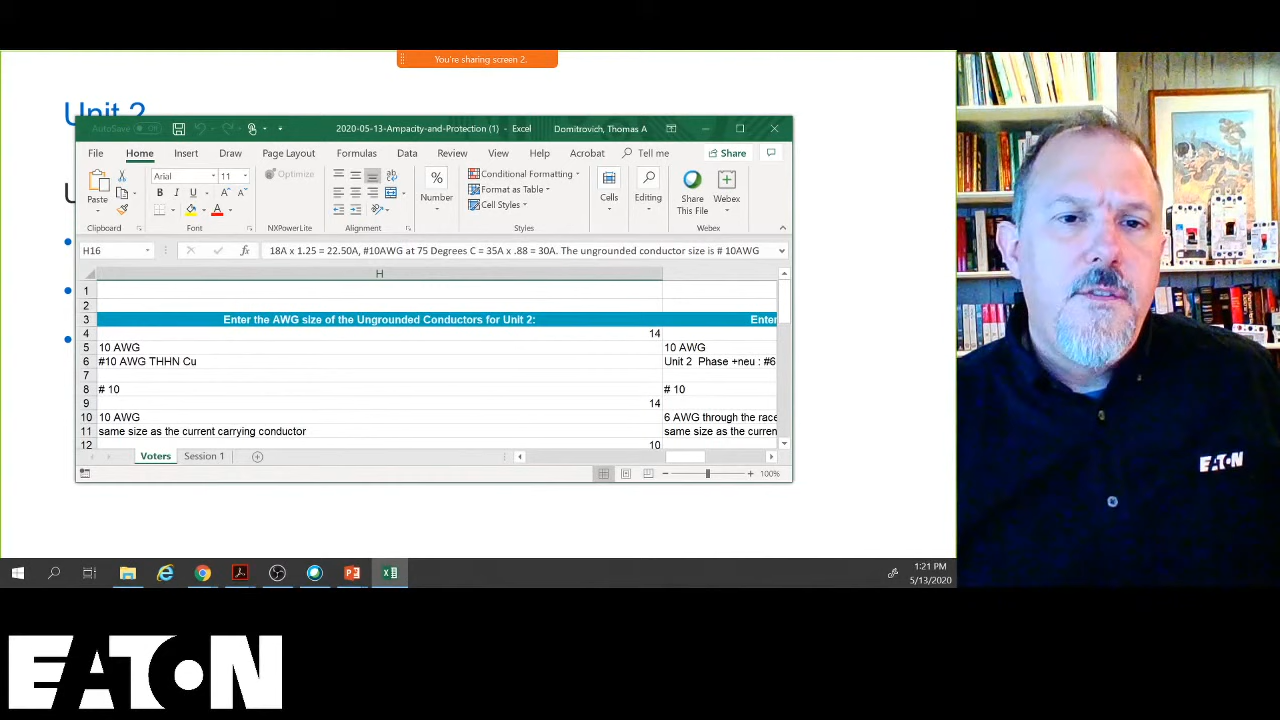 You're sharing screen 2.
Unit 2
U
AutoSave Off
2020-05-13-Ampacity-and-Protection (1) - Excel
Domitrovich, Thomas A
File Home Insert Draw Page Layout Formulas Data Review View Help Acrobat Tell me Share
Paste
Clipboard
Arial 11
B I U
Font
Optimize
NXPowerLite
Alignment
%
Number
Conditional Formatting
Format as Table
Cell Styles
Styles
Cells
Editing
Share This File
Webex
Webex
H16
fx
18A x 1.25 = 22.50A, #10AWG at 75 Degrees C = 35A x .88 = 30A. The ungrounded conductor size is # 10AWG
H
1
2
3 Enter the AWG size of the Ungrounded Conductors for Unit 2: Enter
4 14
5 10 AWG 10 AWG
6 #10 AWG THHN Cu Unit 2 Phase +neu : #6
7
8 # 10 # 10
9 14
10 10 AWG 6 AWG through the race
11 same size as the current carrying conductor same size as the curren
12 10
Voters Session 1
100%
1:21 PM
5/13/2020
EATON
EATON